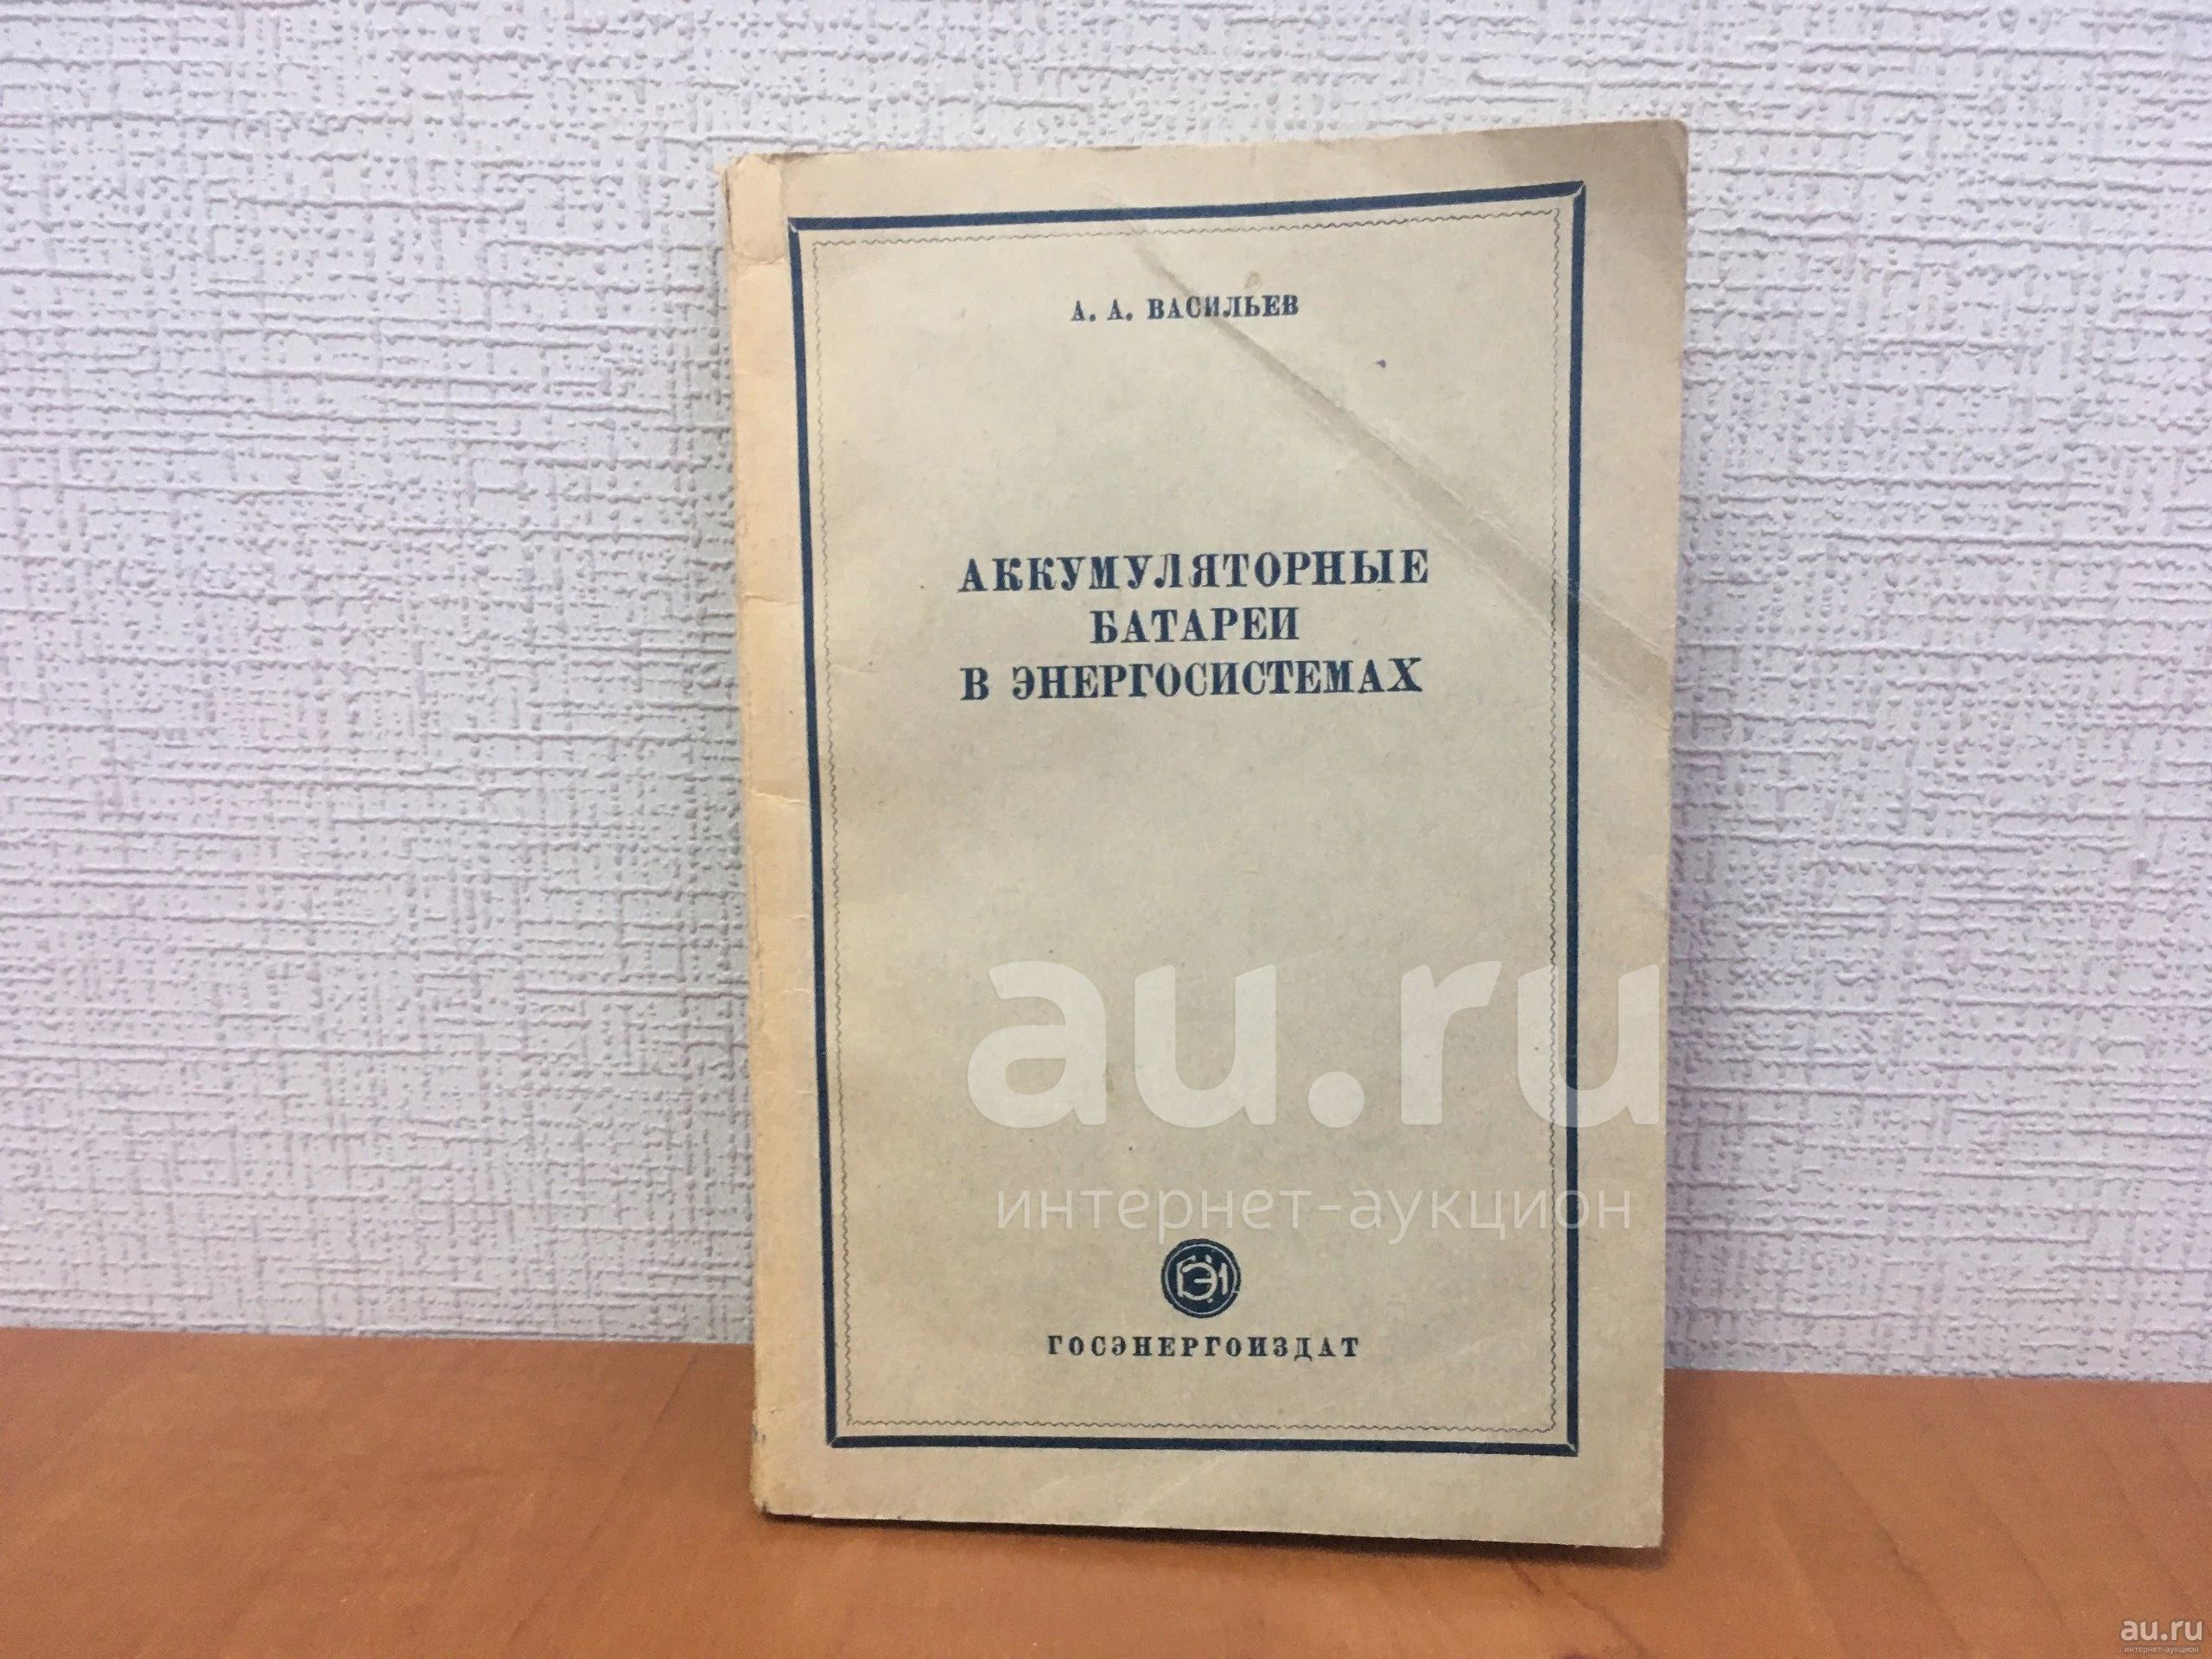 А. А. ВАСИЛЬЕВ
АККУМУЛЯТОРНЫЕ
БАТАРЕИ
В ЭНЕРГОСИСТЕМАХ
au.ru
интернет-аукцион
ГЭИ
ГОСЭНЕРГОИЗДАТ
au.ru
интернет-аукцион